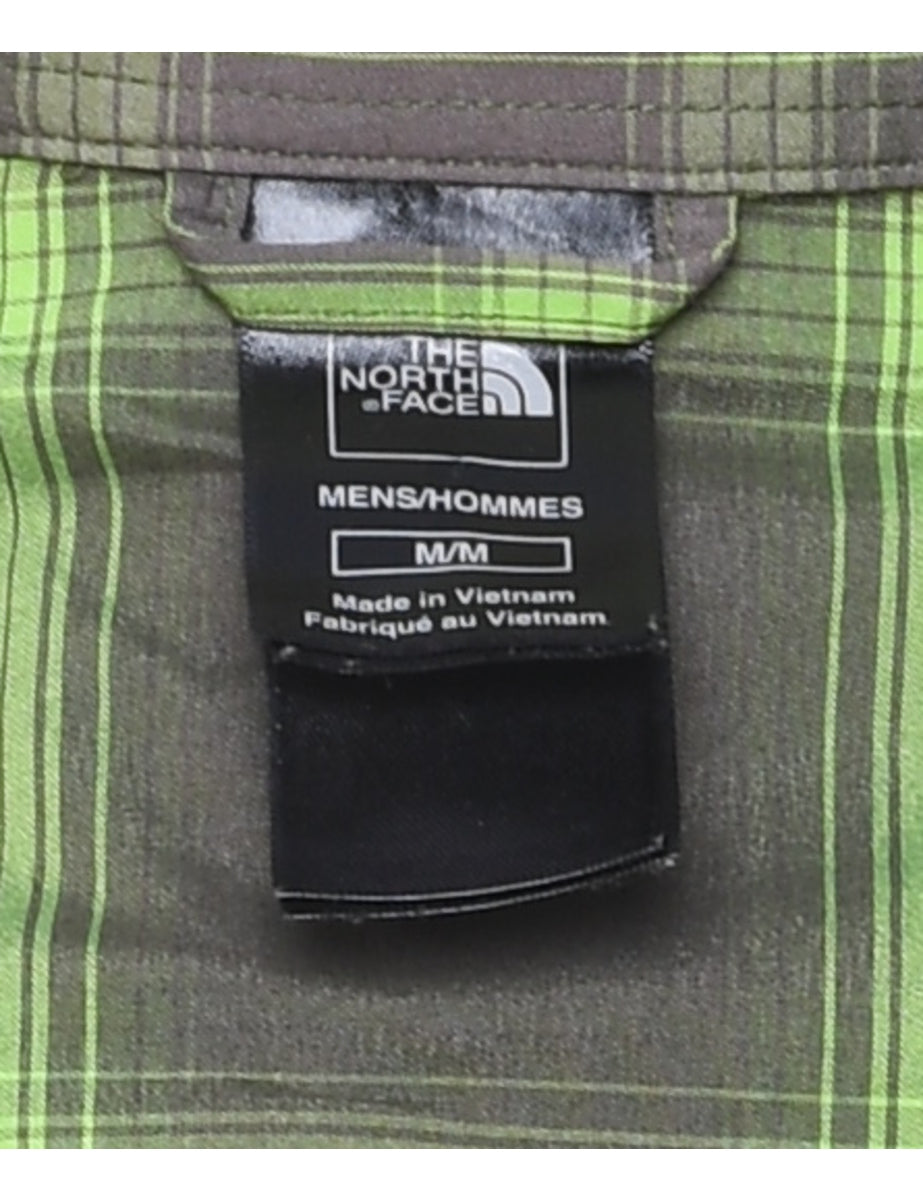 THE
NORTH
®FACE
MENS/HOMMES
M/M
Made in Vietnam
Fabriqué au Vietnam